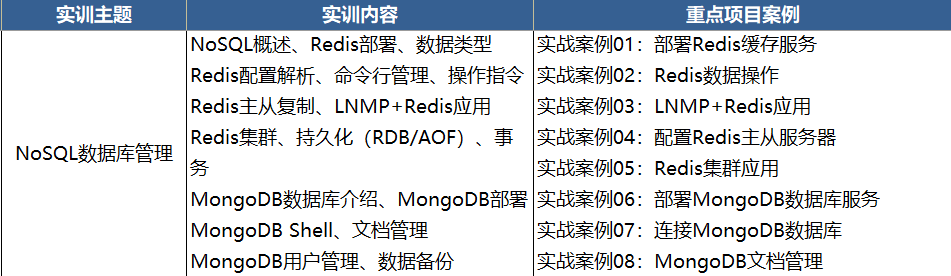 实训主题 实训内容 重点项目案例
NoSQL数据库管理
NoSQL概述、Redis部署、数据类型
Redis配置解析、命令行管理、操作指令
Redis主从复制、LNMP+Redis应用
Redis集群、持久化（RDB/AOF）、事
务
MongoDB数据库介绍、MongoDB部署
MongoDB Shell、文档管理
MongoDB用户管理、数据备份
实战案例01：部署Redis缓存服务
实战案例02：Redis数据操作
实战案例03：LNMP+Redis应用
实战案例04：配置Redis主从服务器
实战案例05：Redis集群应用
实战案例06：部署MongoDB数据库服务
实战案例07：连接MongoDB数据库
实战案例08：MongoDB文档管理